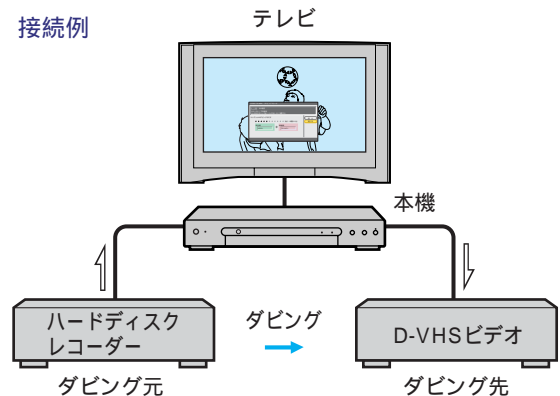 接続例
テレビ
本機
ハードディスク
レコーダー
ダビング
D-VHSビデオ
ダビング元
ダビング先